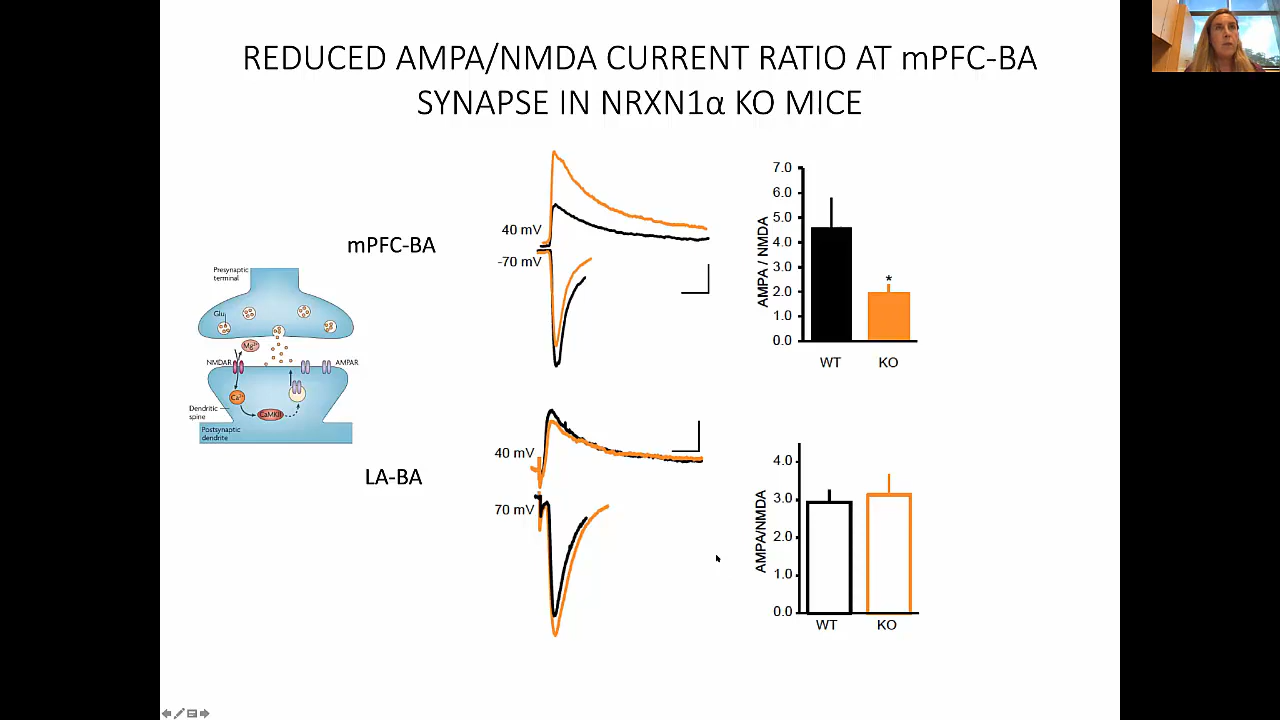 REDUCED AMPA/NMDA CURRENT RATIO AT mPFC-BA
SYNAPSE IN NRXN1α KO MICE
mPFC-BA
Presynaptic
terminal
Glu
Mg²⁺
NMDAR
AMPAR
Ca²⁺
CaMKII
Dendritic
spine
Postsynaptic
dendrite
40 mV
-70 mV
AMPA / NMDA
7.0
6.0
5.0
4.0
3.0
2.0
1.0
0.0
*
WT
KO
LA-BA
40 mV
70 mV
AMPA/NMDA
4.0
3.0
2.0
1.0
0.0
WT
KO